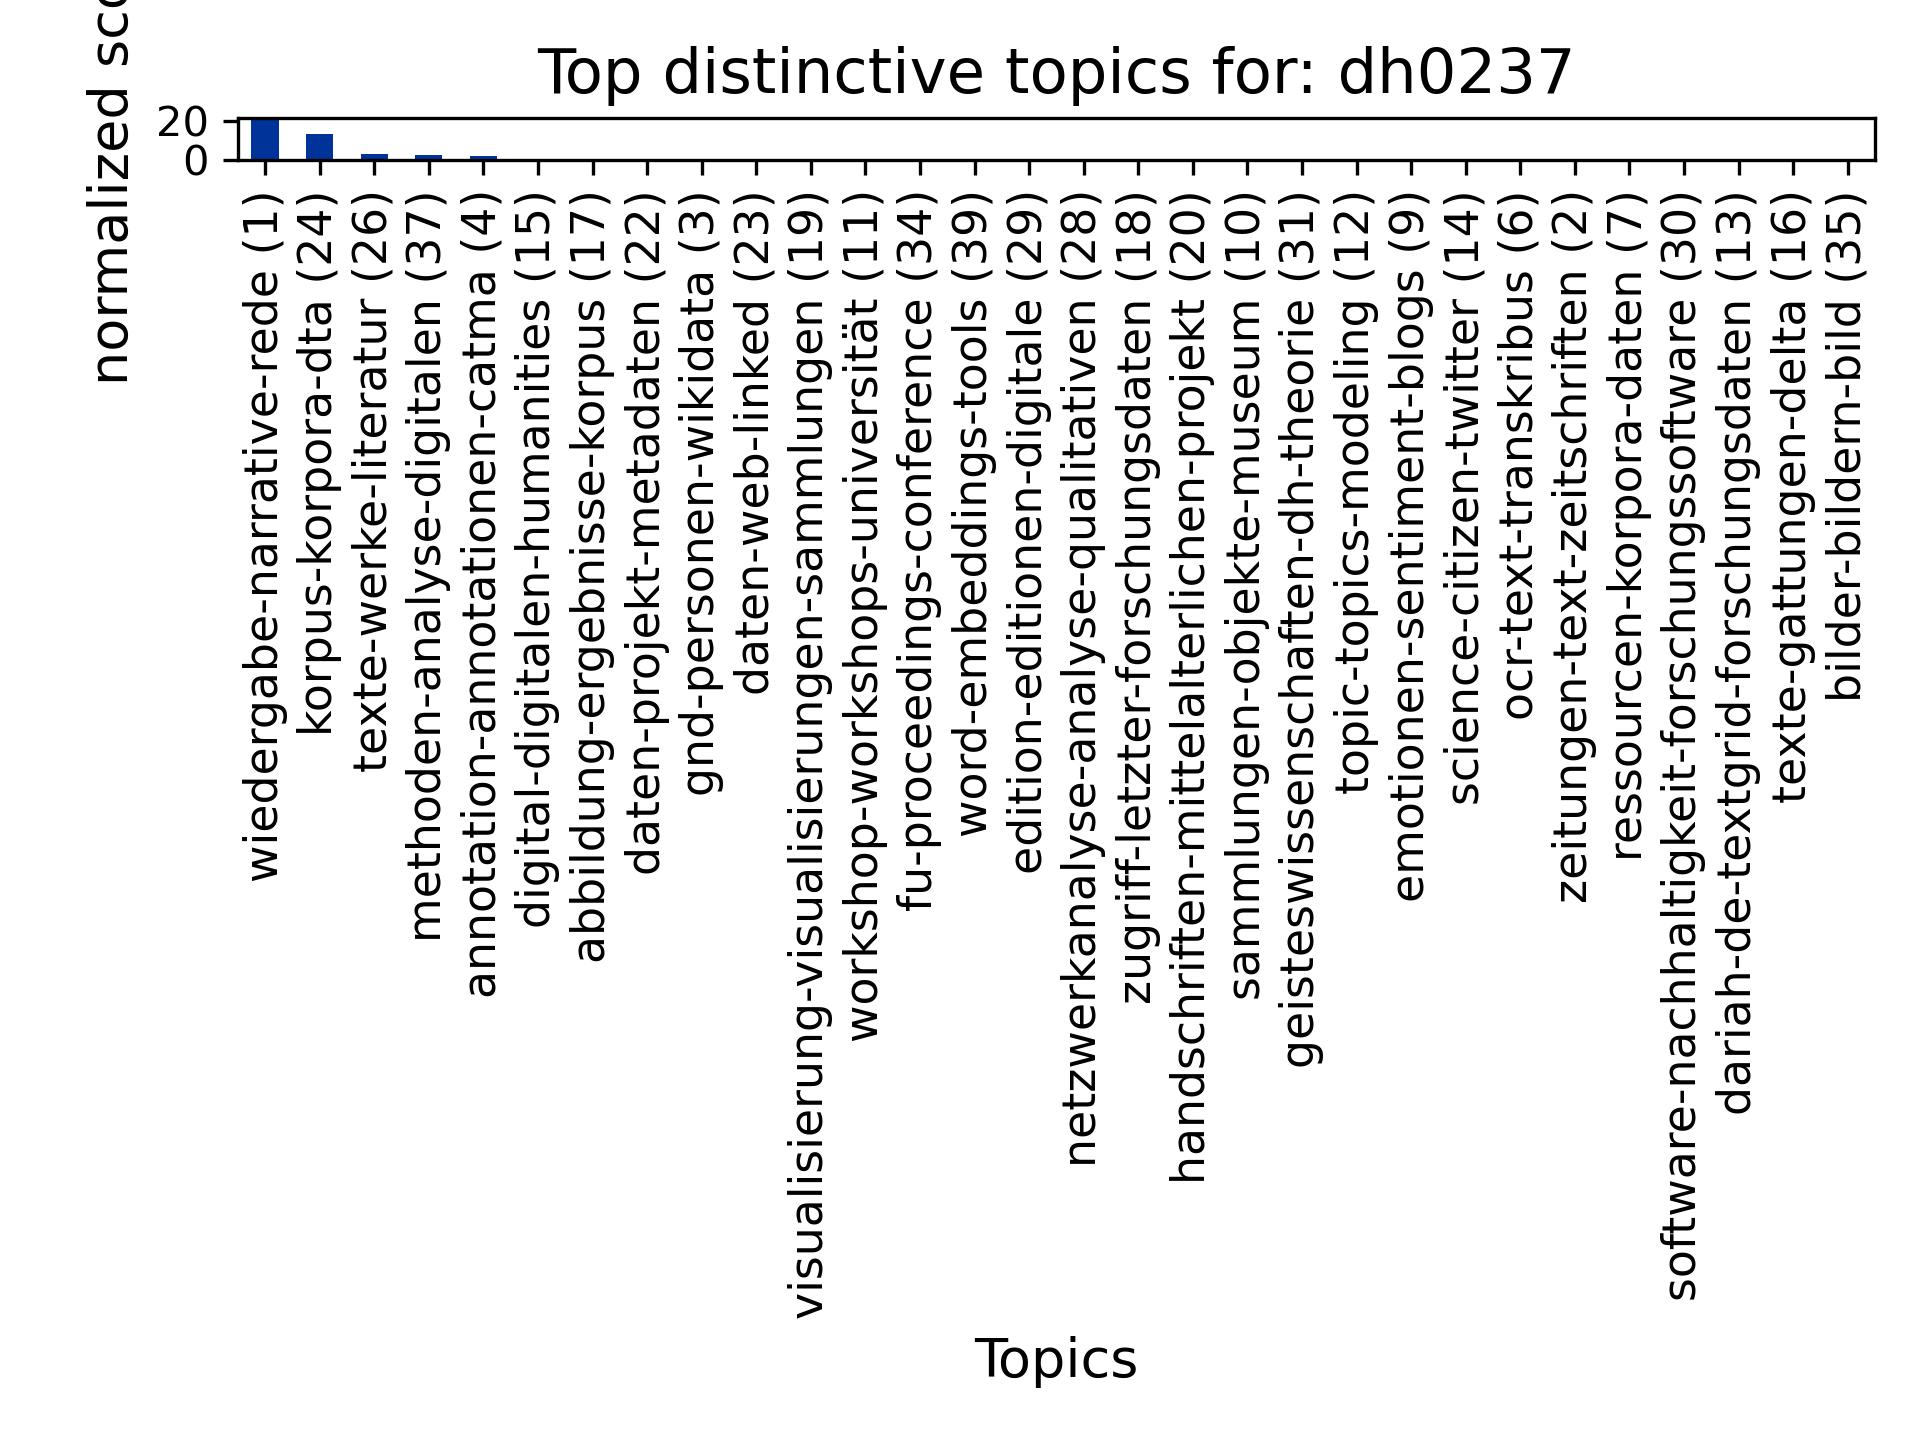 Top distinctive topics for: dh0237
normalized
20
0
wiedergabe-narrative-rede (1)
korpus-korpora-dta (24)
texte-werke-literatur (26)
methoden-analyse-digitalen (37)
annotation-annotationen-catma (4)
digital-digitalen-humanities (15)
abbildung-ergebnisse-korpus (17)
daten-projekt-metadaten (22)
gnd-personen-wikidata (3)
daten-web-linked (23)
visualisierung-visualisierungen-sammlungen (19)
workshop-workshops-universität (11)
fu-proceedings-conference (34)
word-embeddings-tools (39)
edition-editionen-digitale (29)
netzwerkanalyse-analyse-qualitativen (28)
zugriff-letzter-forschungsdaten (18)
handschriften-mittelalterlichen-projekt (20)
sammlungen-objekte-museum (10)
geisteswissenschaften-dh-theorie (31)
topic-topics-modeling (12)
emotionen-sentiment-blogs (9)
science-citizen-twitter (14)
ocr-text-transkribus (6)
zeitungen-text-zeitschriften (2)
ressourcen-korpora-daten (7)
software-nachhaltigkeit-forschungssoftware (30)
dariah-de-textgrid-forschungsdaten (13)
texte-gattungen-delta (16)
bilder-bildern-bild (35)
Topics